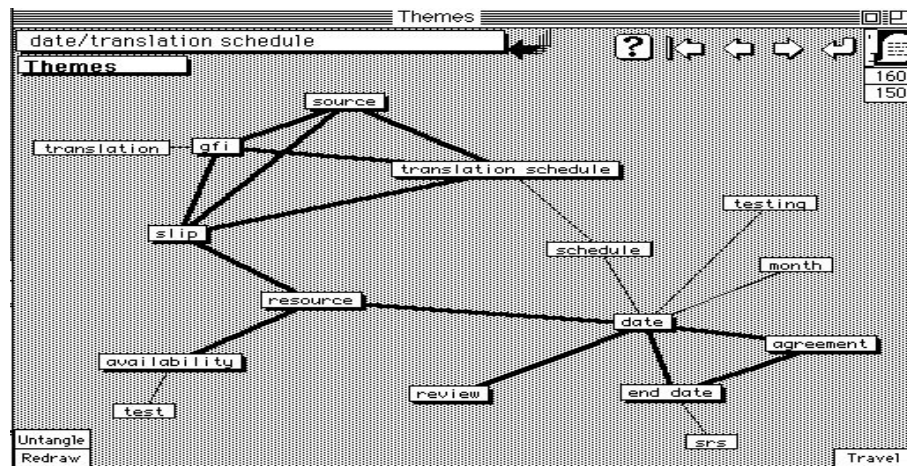 Themes
date/translation schedule
?
Themes
160
150
source
translation
gfi
translation schedule
testing
slip
schedule
month
resource
date
agreement
availability
review
end date
test
srs
Untangle
Redraw
Travel